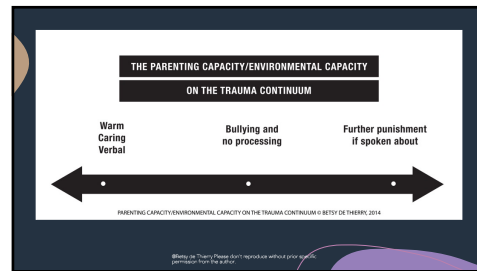 THE PARENTING CAPACITY/ENVIRONMENTAL CAPACITY
ON THE TRAUMA CONTINUUM
Warm
Caring
Verbal
Bullying and
no processing
Further punishment
if spoken about
PARENTING CAPACITY/ENVIRONMENTAL CAPACITY ON THE TRAUMA CONTINUUM © BETSY DE THIERRY, 2014
©Betsy de Thierry Please don't reproduce without prior specific
permission from the author.